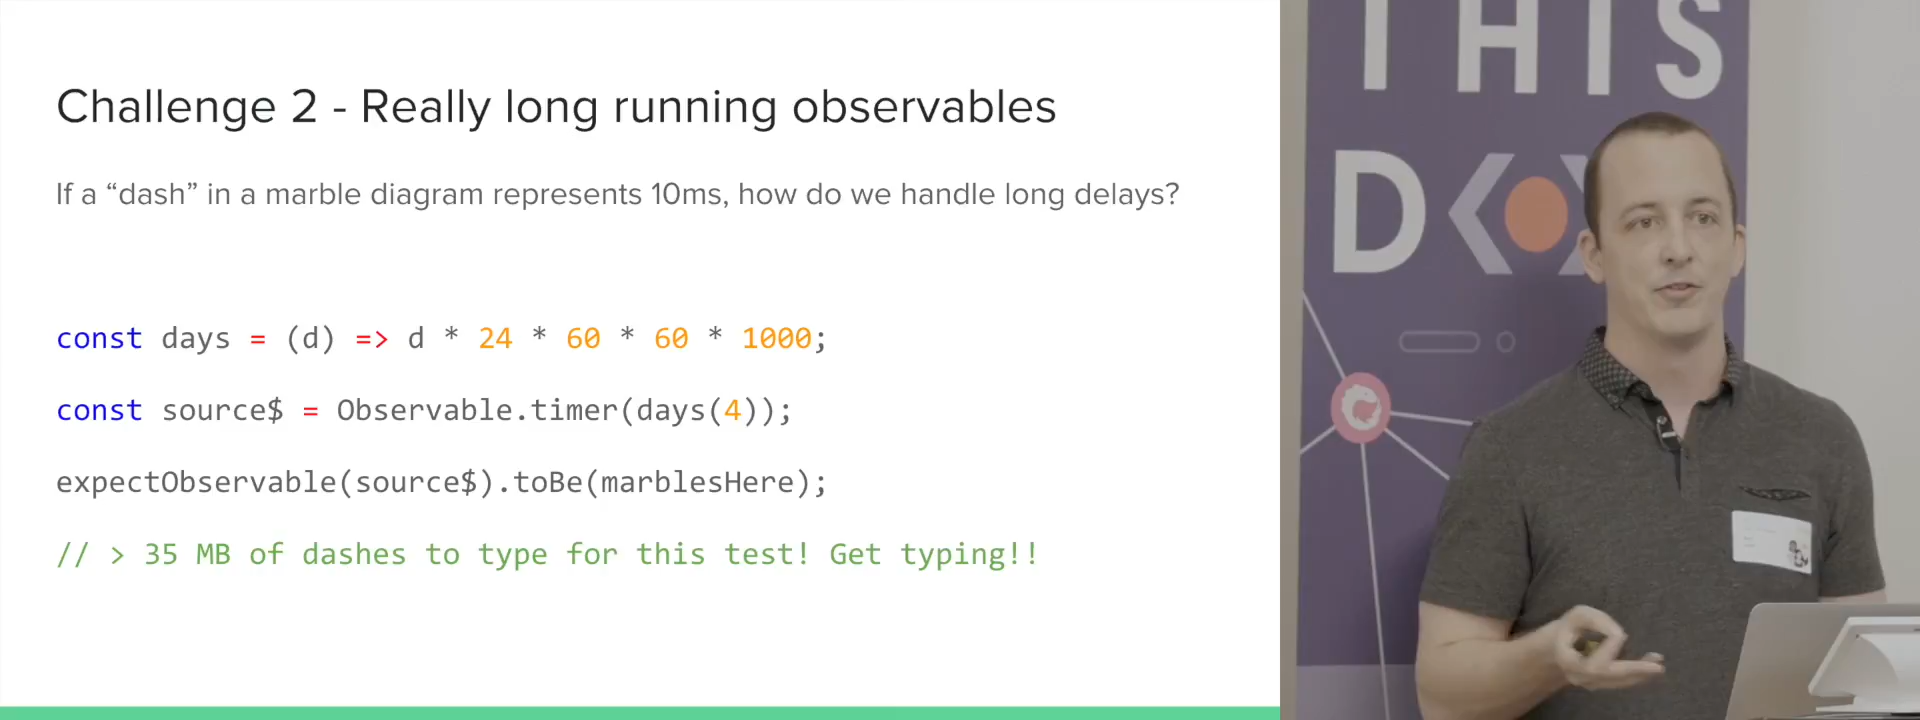 Challenge 2 - Really long running observables
If a “dash” in a marble diagram represents 10ms, how do we handle long delays?
const days = (d) => d * 24 * 60 * 60 * 1000;
const source$ = Observable.timer(days(4));
expectObservable(source$).toBe(marblesHere);
// > 35 MB of dashes to type for this test! Get typing!!
THIS
D